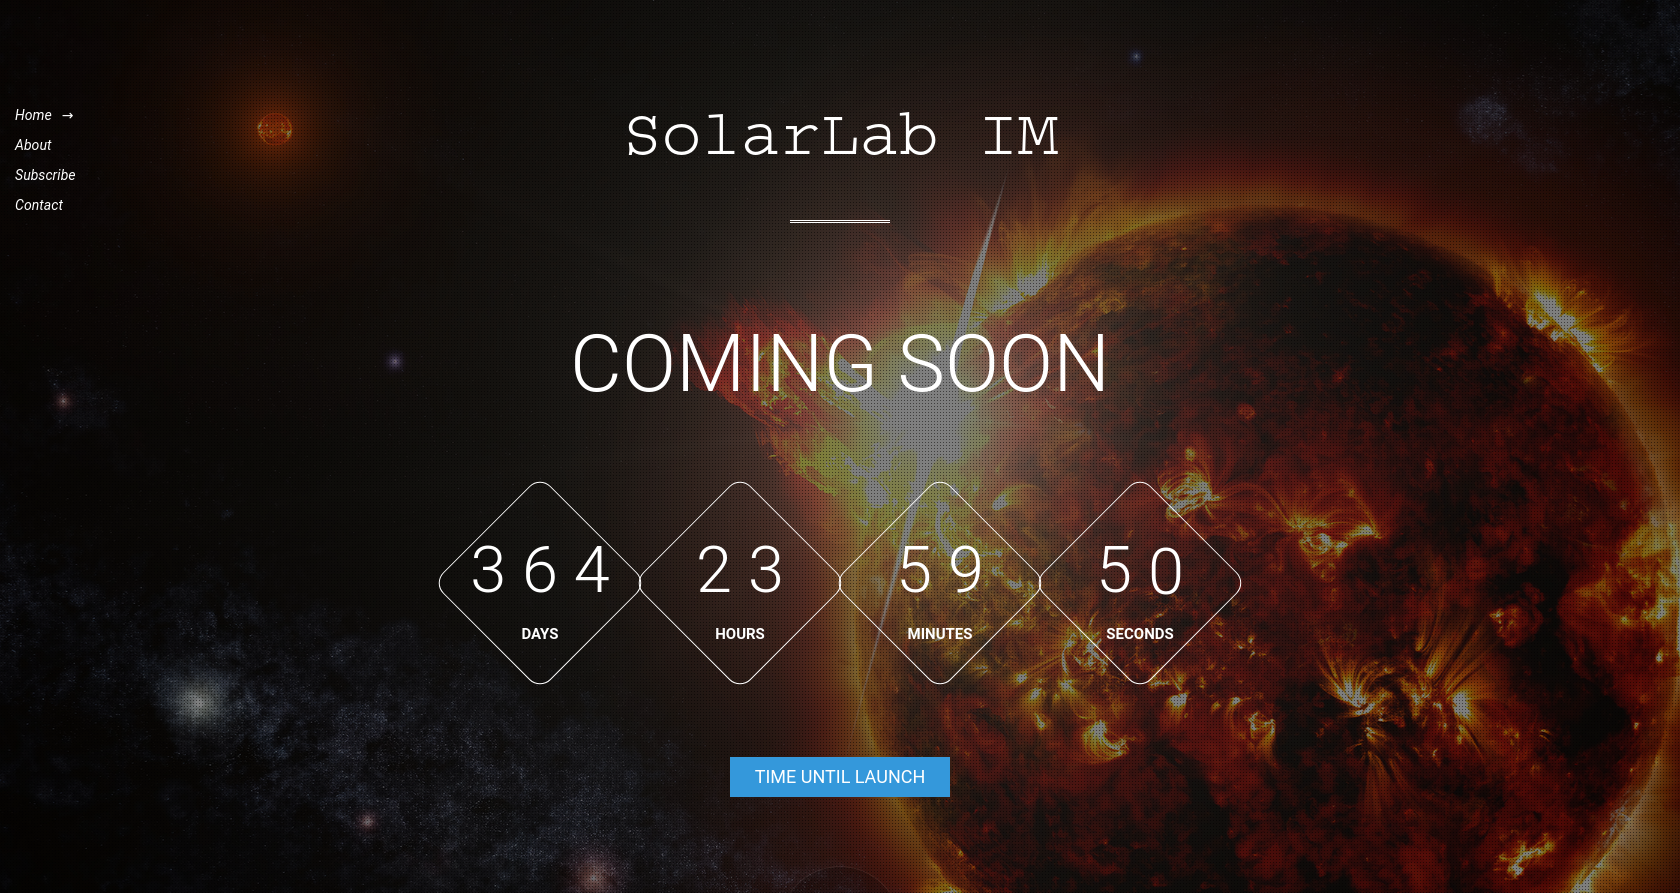 Home →
About
Subscribe
Contact
SolarLab IM
COMING SOON
364 23 59 50
DAYS HOURS MINUTES SECONDS
TIME UNTIL LAUNCH